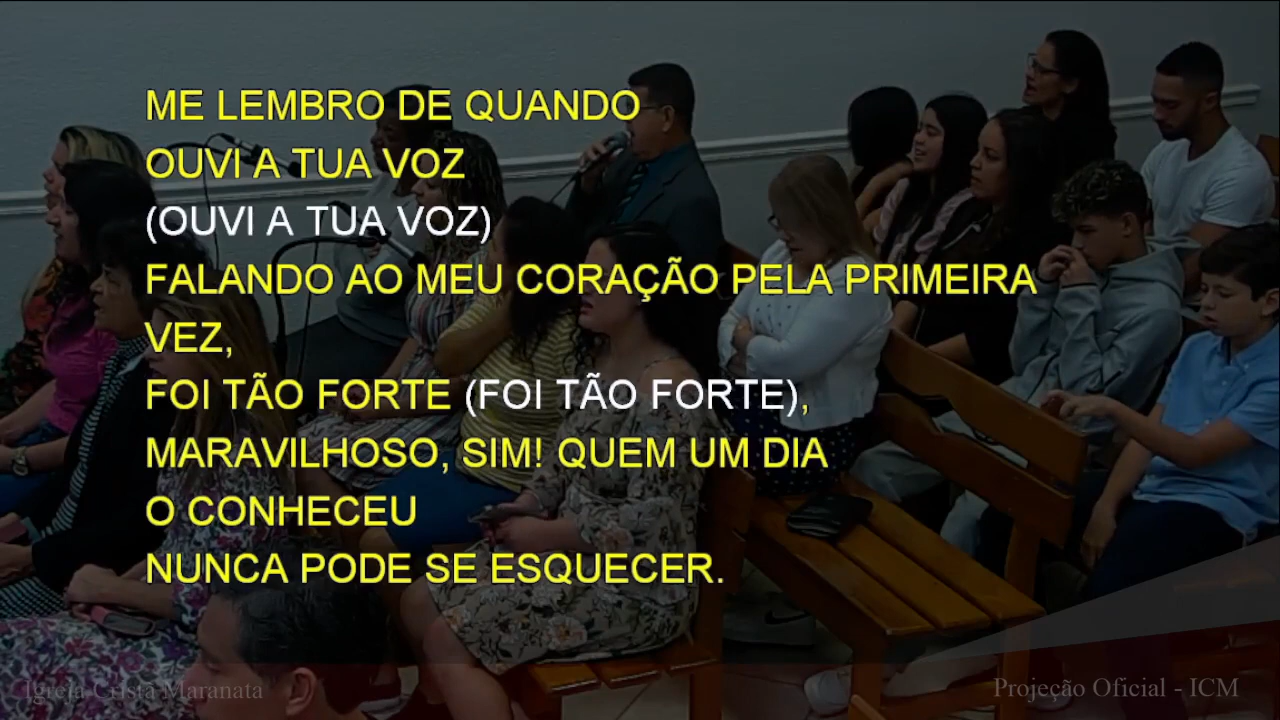 ME LEMBRO DE QUANDO
OUVI A TUA VOZ
(OUVI A TUA VOZ)
FALANDO AO MEU CORAÇÃO PELA PRIMEIRA
VEZ,
FOI TÃO FORTE (FOI TÃO FORTE),
MARAVILHOSO, SIM! QUEM UM DIA
O CONHECEU
NUNCA PODE SE ESQUECER.
Igreja Cristã Maranata
Projeção Oficial - ICM